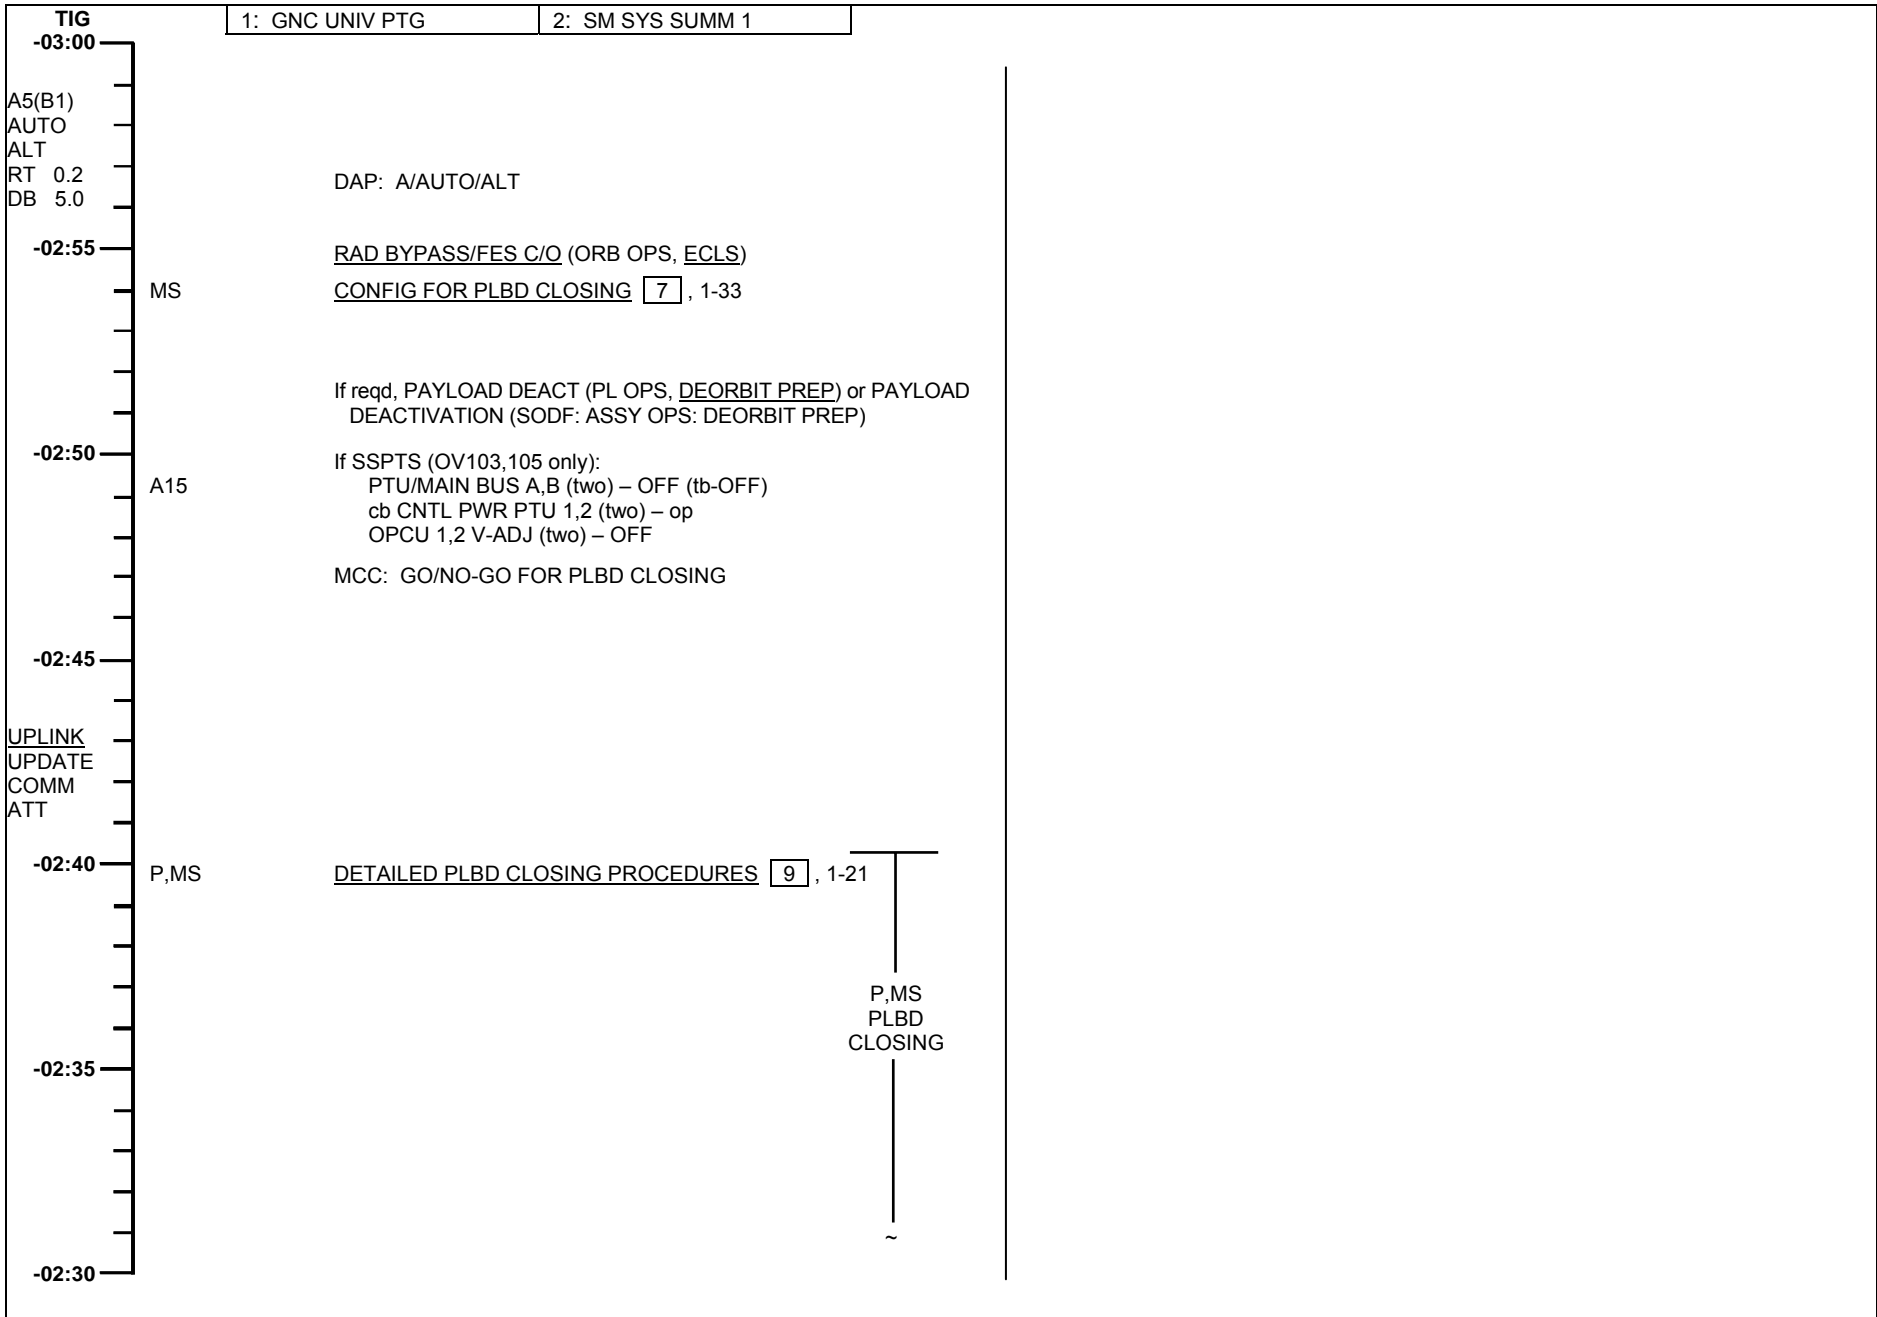 TIG
1: GNC UNIV PTG
2: SM SYS SUMM 1
-03:00
A5(B1)
AUTO
ALT
RT 0.2
DB 5.0
DAP: A/AUTO/ALT
-02:55
RAD BYPASS/FES C/O (ORB OPS, ECLS)
MS CONFIG FOR PLBD CLOSING 7 , 1-33
If reqd, PAYLOAD DEACT (PL OPS, DEORBIT PREP) or PAYLOAD
DEACTIVATION (SODF: ASSY OPS: DEORBIT PREP)
-02:50
If SSPTS (OV103,105 only):
A15 PTU/MAIN BUS A,B (two) – OFF (tb-OFF)
cb CNTL PWR PTU 1,2 (two) – op
OPCU 1,2 V-ADJ (two) – OFF
MCC: GO/NO-GO FOR PLBD CLOSING
-02:45
UPLINK
UPDATE
COMM
ATT
-02:40
P,MS DETAILED PLBD CLOSING PROCEDURES 9 , 1-21
P,MS
PLBD
CLOSING
-02:35
~
-02:30